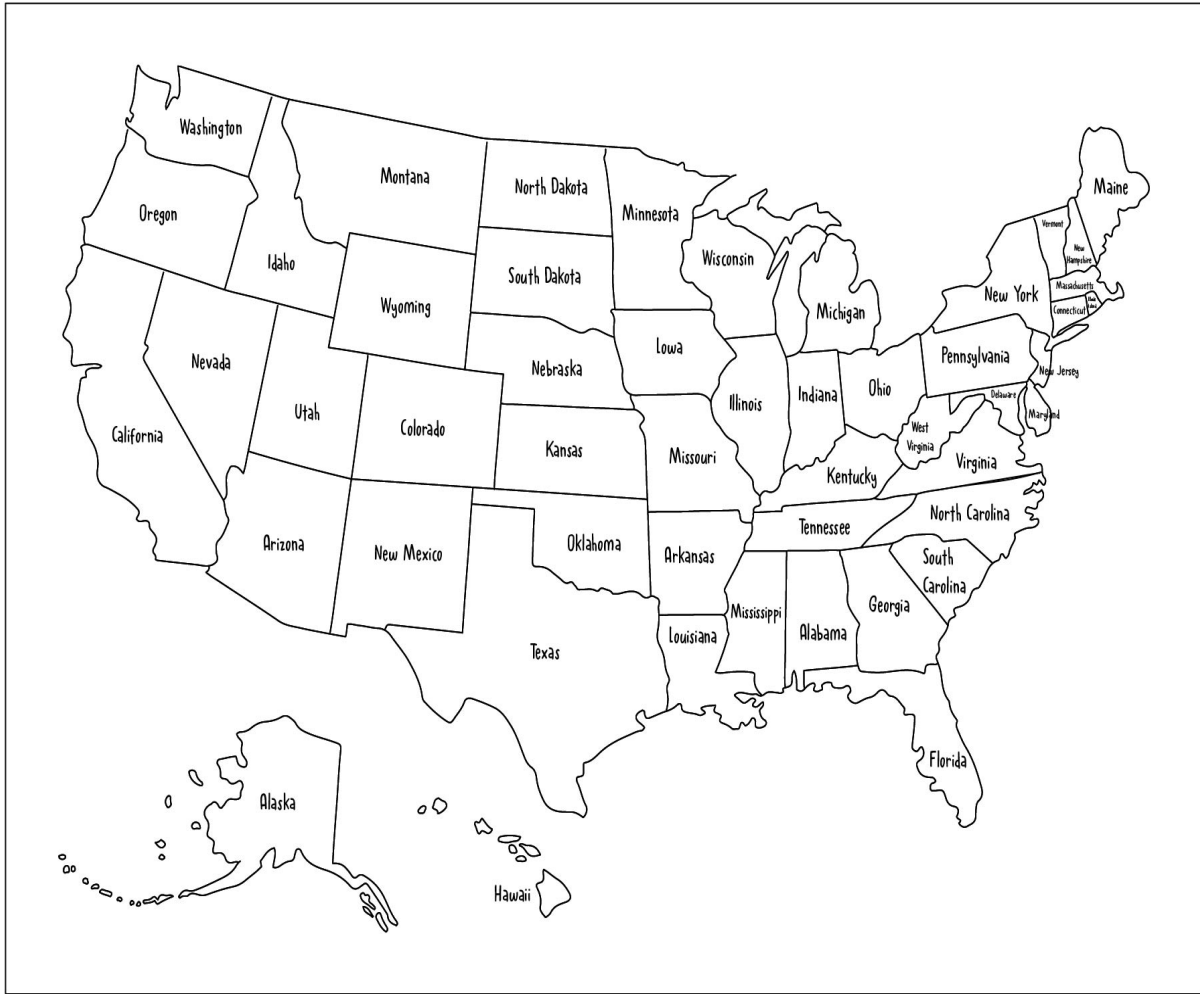 Washington
Montana
North Dakota
Minnesota
Maine
Oregon
Idaho
Wyoming
South Dakota
Wisconsin
Michigan
Vermont
New
Hampshire
New York
Massachusetts
Connecticut
Rhode
Island
Nevada
Utah
Colorado
Nebraska
Iowa
Illinois
Indiana
Ohio
Pennsylvania
New Jersey
Delaware
Maryland
California
Kansas
Missouri
Kentucky
West
Virginia
Virginia
Arizona
New Mexico
Oklahoma
Arkansas
Tennessee
North Carolina
South
Carolina
Texas
Louisiana
Mississippi
Alabama
Georgia
Florida
Alaska
Hawaii